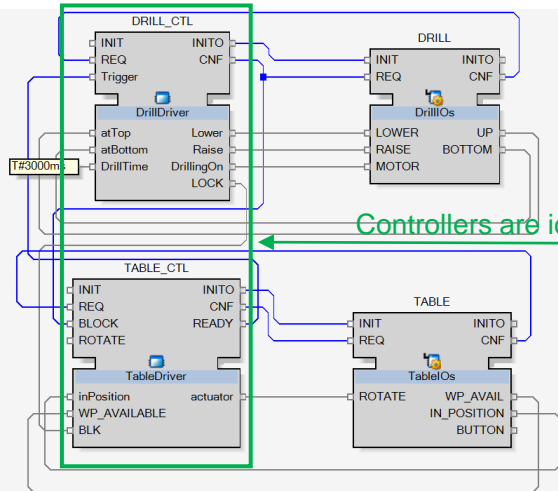 DRILL_CTL
INIT INITO
REQ CNF
Trigger
DrillDriver
atTop Lower
atBottom Raise
DrillTime DrillingOn
LOCK
T#3000ms
DRILL
INIT INITO
REQ CNF
DrillIOs
LOWER UP
RAISE BOTTOM
MOTOR
Controllers are
TABLE_CTL
INIT INITO
REQ CNF
BLOCK READY
ROTATE
TableDriver
inPosition actuator
WP_AVAILABLE
BLK
TABLE
INIT INITO
REQ CNF
TableIOs
ROTATE WP_AVAIL
IN_POSITION
BUTTON